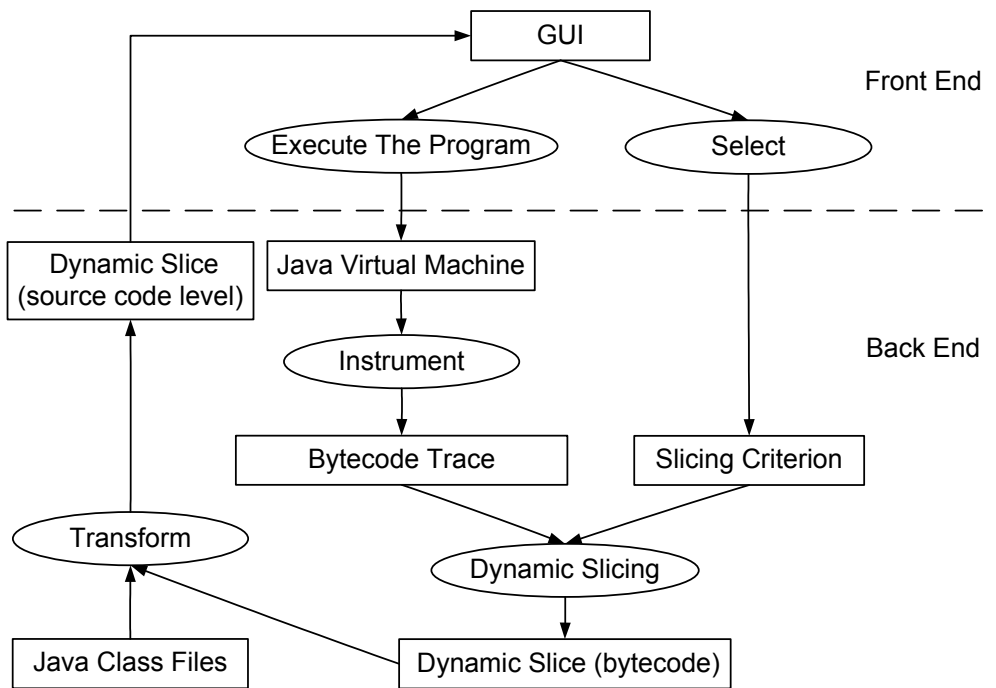 GUI
Front End
Execute The Program
Select
Dynamic Slice
(source code level)
Java Virtual Machine
Instrument
Back End
Bytecode Trace
Slicing Criterion
Transform
Dynamic Slicing
Java Class Files
Dynamic Slice (bytecode)